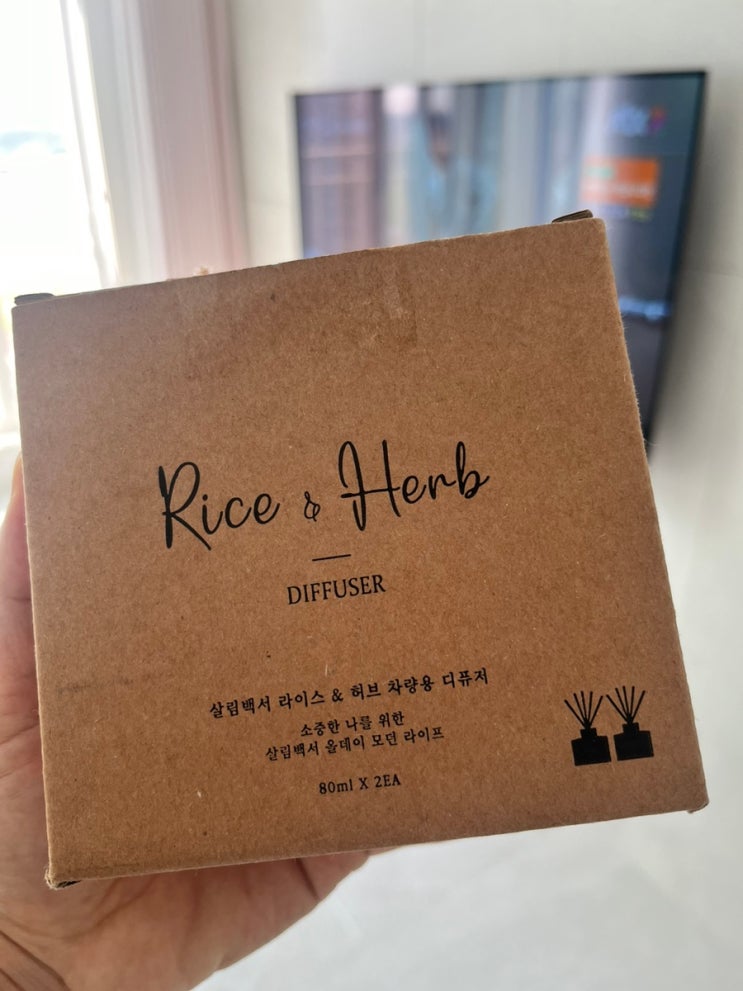 Rice & Herb
DIFFUSER
살림백서 라이스 & 허브 차량용 디퓨저
소중한 나를 위한
살림백서 올데이 모던 라이프
80ml X 2EA